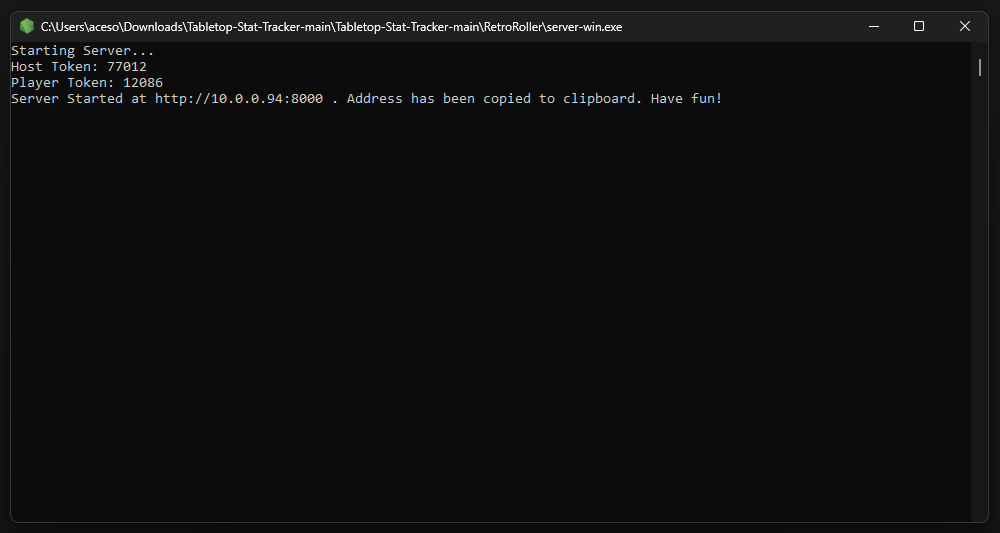 C:\Users\aceso\Downloads\Tabletop-Stat-Tracker-main\Tabletop-Stat-Tracker-main\RetroRoller\server-win.exe
Starting Server...
Host Token: 77012
Player Token: 12086
Server Started at http://10.0.0.94:8000 . Address has been copied to clipboard. Have fun!